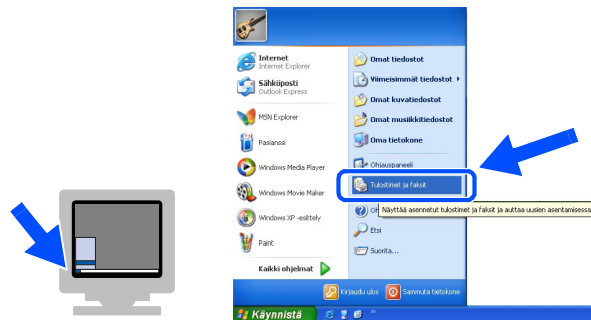 Internet
Internet Explorer
Sähköposti
Outlook Express
MSN Explorer
Pasianssi
Windows Media Player
Windows Movie Maker
Windows XP -esittely
Paint
Kaikki ohjelmat
Omat tiedostot
Viimeisimmät tiedostot
Omat kuvatiedostot
Omat musiikkitiedostot
Oma tietokone
Ohjauspaneeli
Tulostimet ja faksit
Näyttää asennetut tulostimet ja faksit ja auttaa uusien asentamisessa
Etsi
Suorita...
Kirjaudu ulos
Sammuta tietokone
Käynnistä